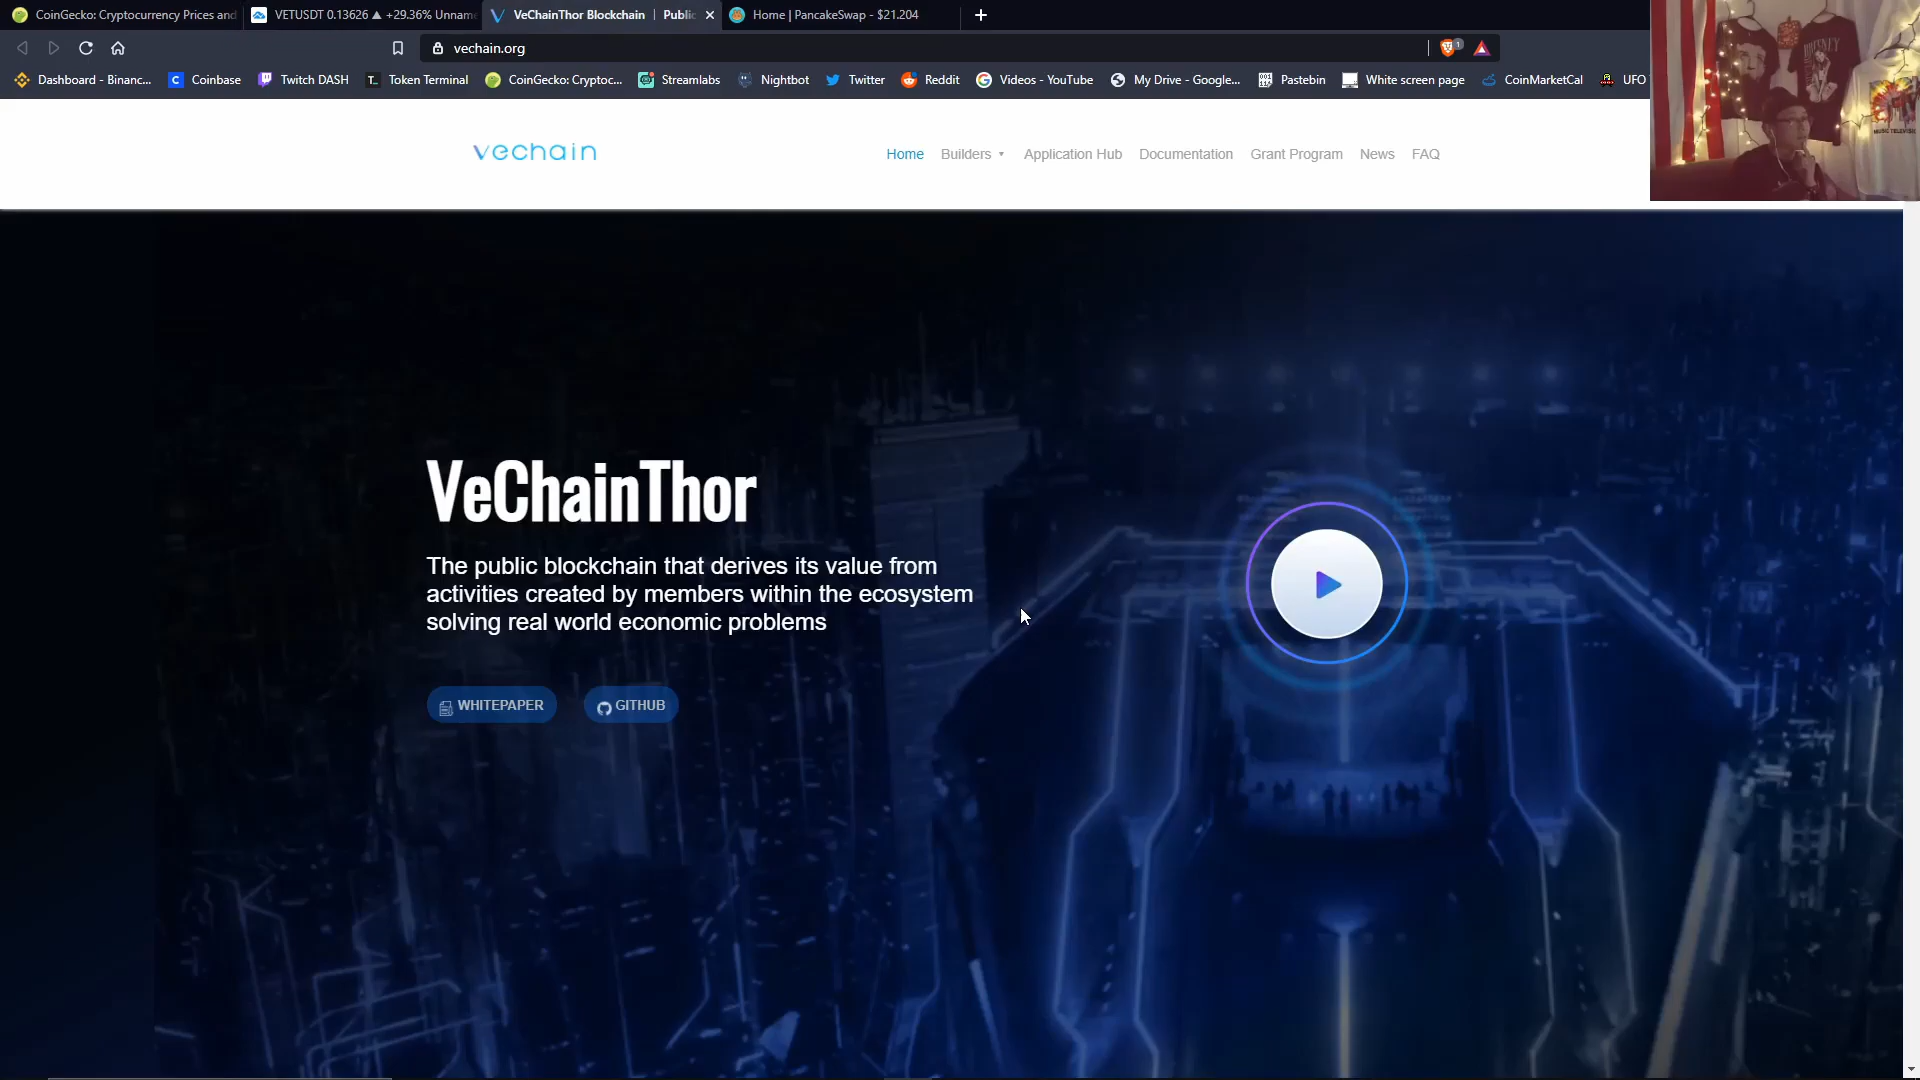 CoinGecko: Cryptocurrency Prices and
VETUSDT 0.13626 ▲ +29.36% Unnam
VeChainThor Blockchain | Public
Home | PancakeSwap - $21.204
vechain.org
1
Dashboard - Binanc...
Coinbase
Twitch DASH
Token Terminal
CoinGecko: Cryptoc...
Streamlabs
Nightbot
Twitter
Reddit
Videos - YouTube
My Drive - Google...
Pastebin
White screen page
CoinMarketCal
UFO
vechain
Home
Builders
Application Hub
Documentation
Grant Program
News
FAQ
VeChainThor
The public blockchain that derives its value from
activities created by members within the ecosystem
solving real world economic problems
WHITEPAPER
GITHUB